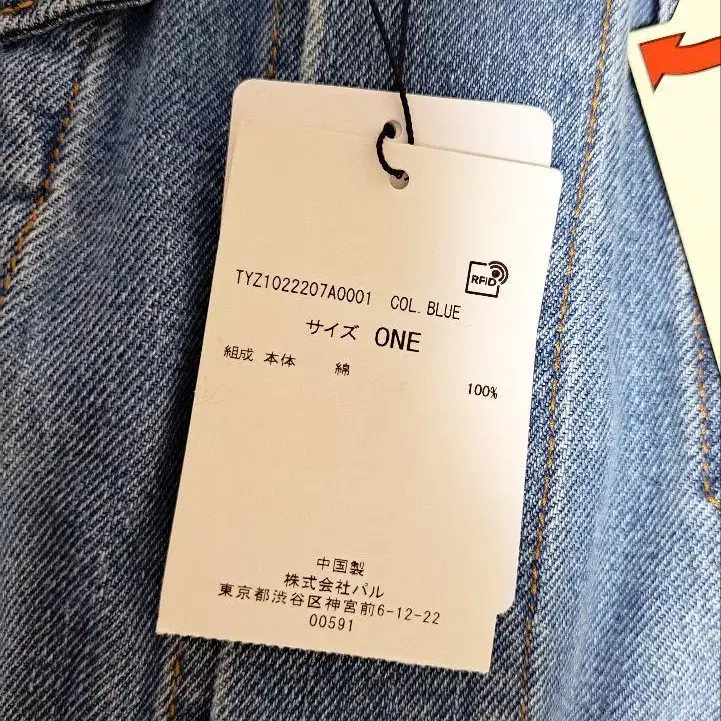 RFID
TYZ1022207A0001 COL.BLUE
サイズ ONE
組成 本体 綿
100%
中国製
株式会社パル
東京都渋谷区神宮前6-12-22
00591